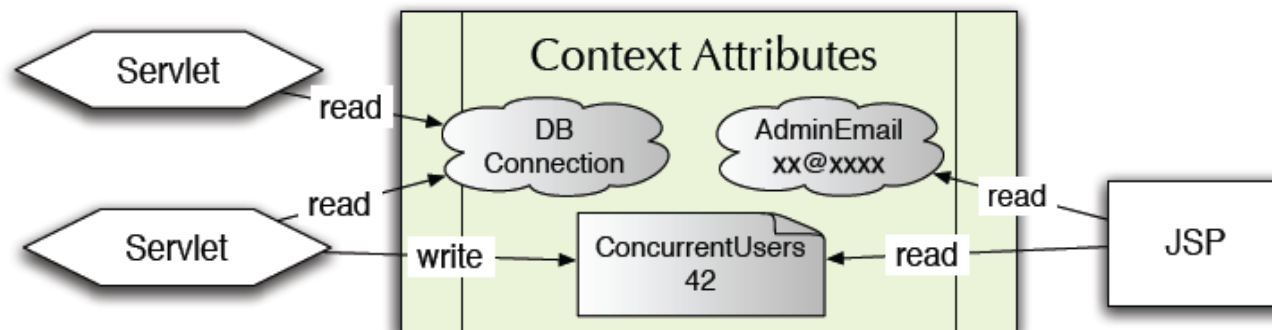 Context Attributes
Servlet
read
DB
Connection
AdminEmail
xx@xxxx
read
Servlet
read
write
ConcurrentUsers
42
read
JSP